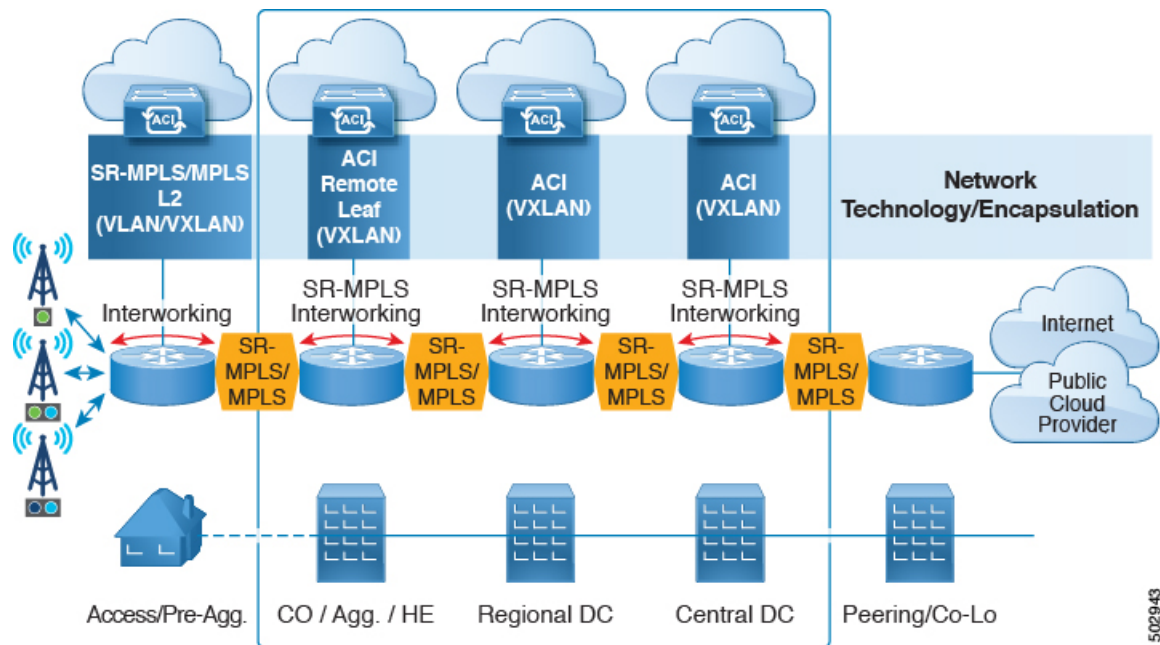 ACI
ACI
ACI
ACI
SR-MPLS/MPLS
L2
(VLAN/VXLAN)
ACI
Remote
Leaf
(VXLAN)
ACI
(VXLAN)
ACI
(VXLAN)
Network
Technology/Encapsulation
Interworking
SR-MPLS
Interworking
SR-MPLS
Interworking
SR-MPLS
Interworking
SR-
MPLS/
MPLS
SR-
MPLS/
MPLS
SR-
MPLS/
MPLS
SR-
MPLS/
MPLS
Internet
Public
Cloud
Provider
Access/Pre-Agg.
CO / Agg. / HE
Regional DC
Central DC
Peering/Co-Lo
502943